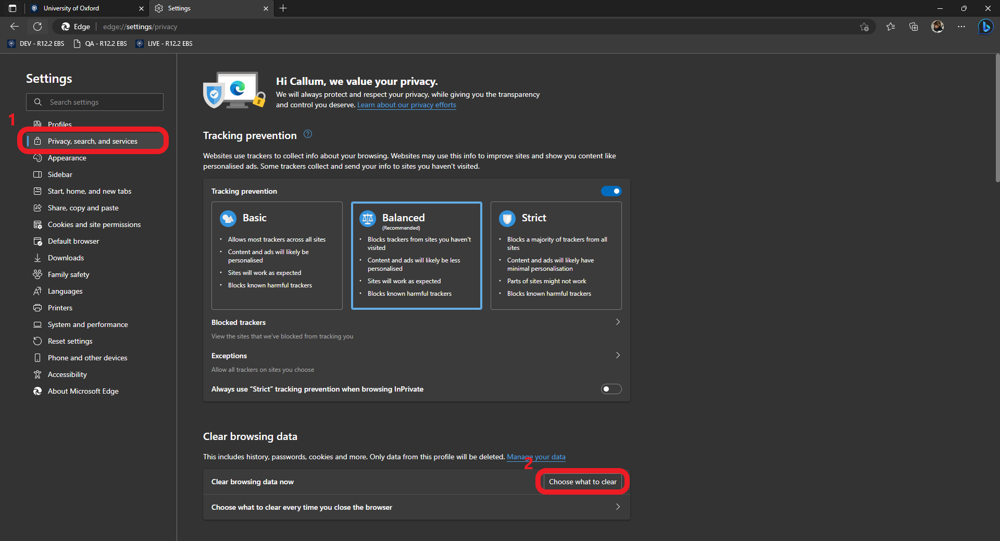 University of Oxford
Settings
Edge
edge://settings/privacy
DEV - R12.2 EBS
QA - R12.2 EBS
LIVE - R12.2 EBS
Settings
Search settings
1
Profiles
Privacy, search, and services
Appearance
Sidebar
Start, home, and new tabs
Share, copy and paste
Cookies and site permissions
Default browser
Downloads
Family safety
Languages
Printers
System and performance
Reset settings
Phone and other devices
Accessibility
About Microsoft Edge
Hi Callum, we value your privacy.
We will always protect and respect your privacy, while giving you the transparency
and control you deserve. Learn about our privacy efforts
Tracking prevention
Websites use trackers to collect info about your browsing. Websites may use this info to improve sites and show you content like
personalised ads. Some trackers collect and send your info to sites you haven't visited.
Tracking prevention
Basic
• Allows most trackers across all sites
• Content and ads will likely be
personalised
• Sites will work as expected
• Blocks known harmful trackers
Balanced
(Recommended)
• Blocks trackers from sites you haven't
visited
• Content and ads will likely be less
personalised
• Sites will work as expected
• Blocks known harmful trackers
Strict
• Blocks a majority of trackers from all
sites
• Content and ads will likely have
minimal personalisation
• Parts of sites might not work
• Blocks known harmful trackers
Blocked trackers
View the sites that we've blocked from tracking you
Exceptions
Allow all trackers on sites you choose
Always use “Strict” tracking prevention when browsing InPrivate
Clear browsing data
This includes history, passwords, cookies and more. Only data from this profile will be deleted. Manage your data
2
Clear browsing data now
Choose what to clear
Choose what to clear every time you close the browser